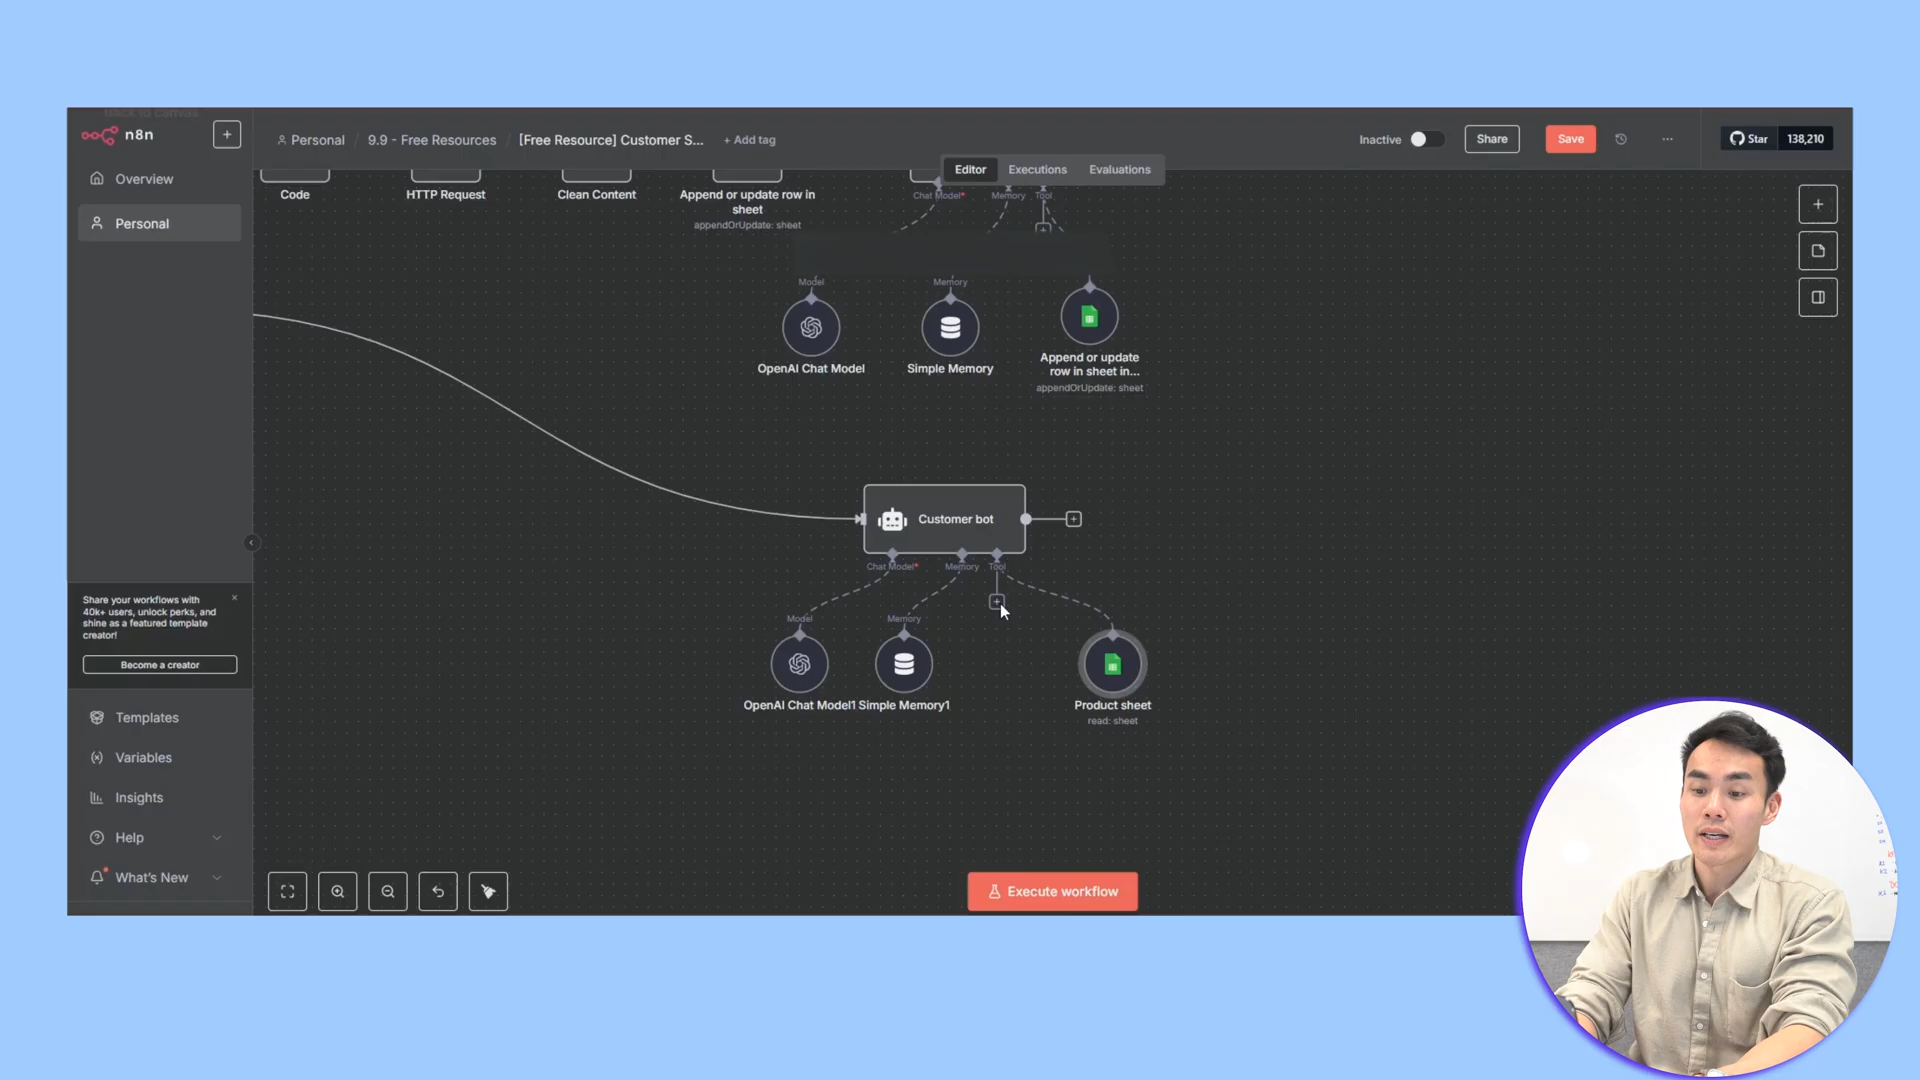 n8n
Personal / 9.9 - Free Resources / [Free Resource] Customer S... + Add tag
Inactive
Share
Save
...
Star 138,210
Editor Executions Evaluations
Overview
Personal
Code
HTTP Request
Clean Content
Append or update row in
sheet
appendOrUpdate: sheet
Chat Model*
Memory
Tool
Model
Memory
OpenAI Chat Model
Simple Memory
Append or update
row in sheet in...
appendOrUpdate: sheet
Customer bot
Chat Model*
Memory
Tool
Model
Memory
OpenAI Chat Model1
Simple Memory1
Product sheet
read: sheet
Share your workflows with
40k+ users, unlock perks, and
shine as a featured template
creator!
Become a creator
Templates
Variables
Insights
Help
What's New
Execute workflow